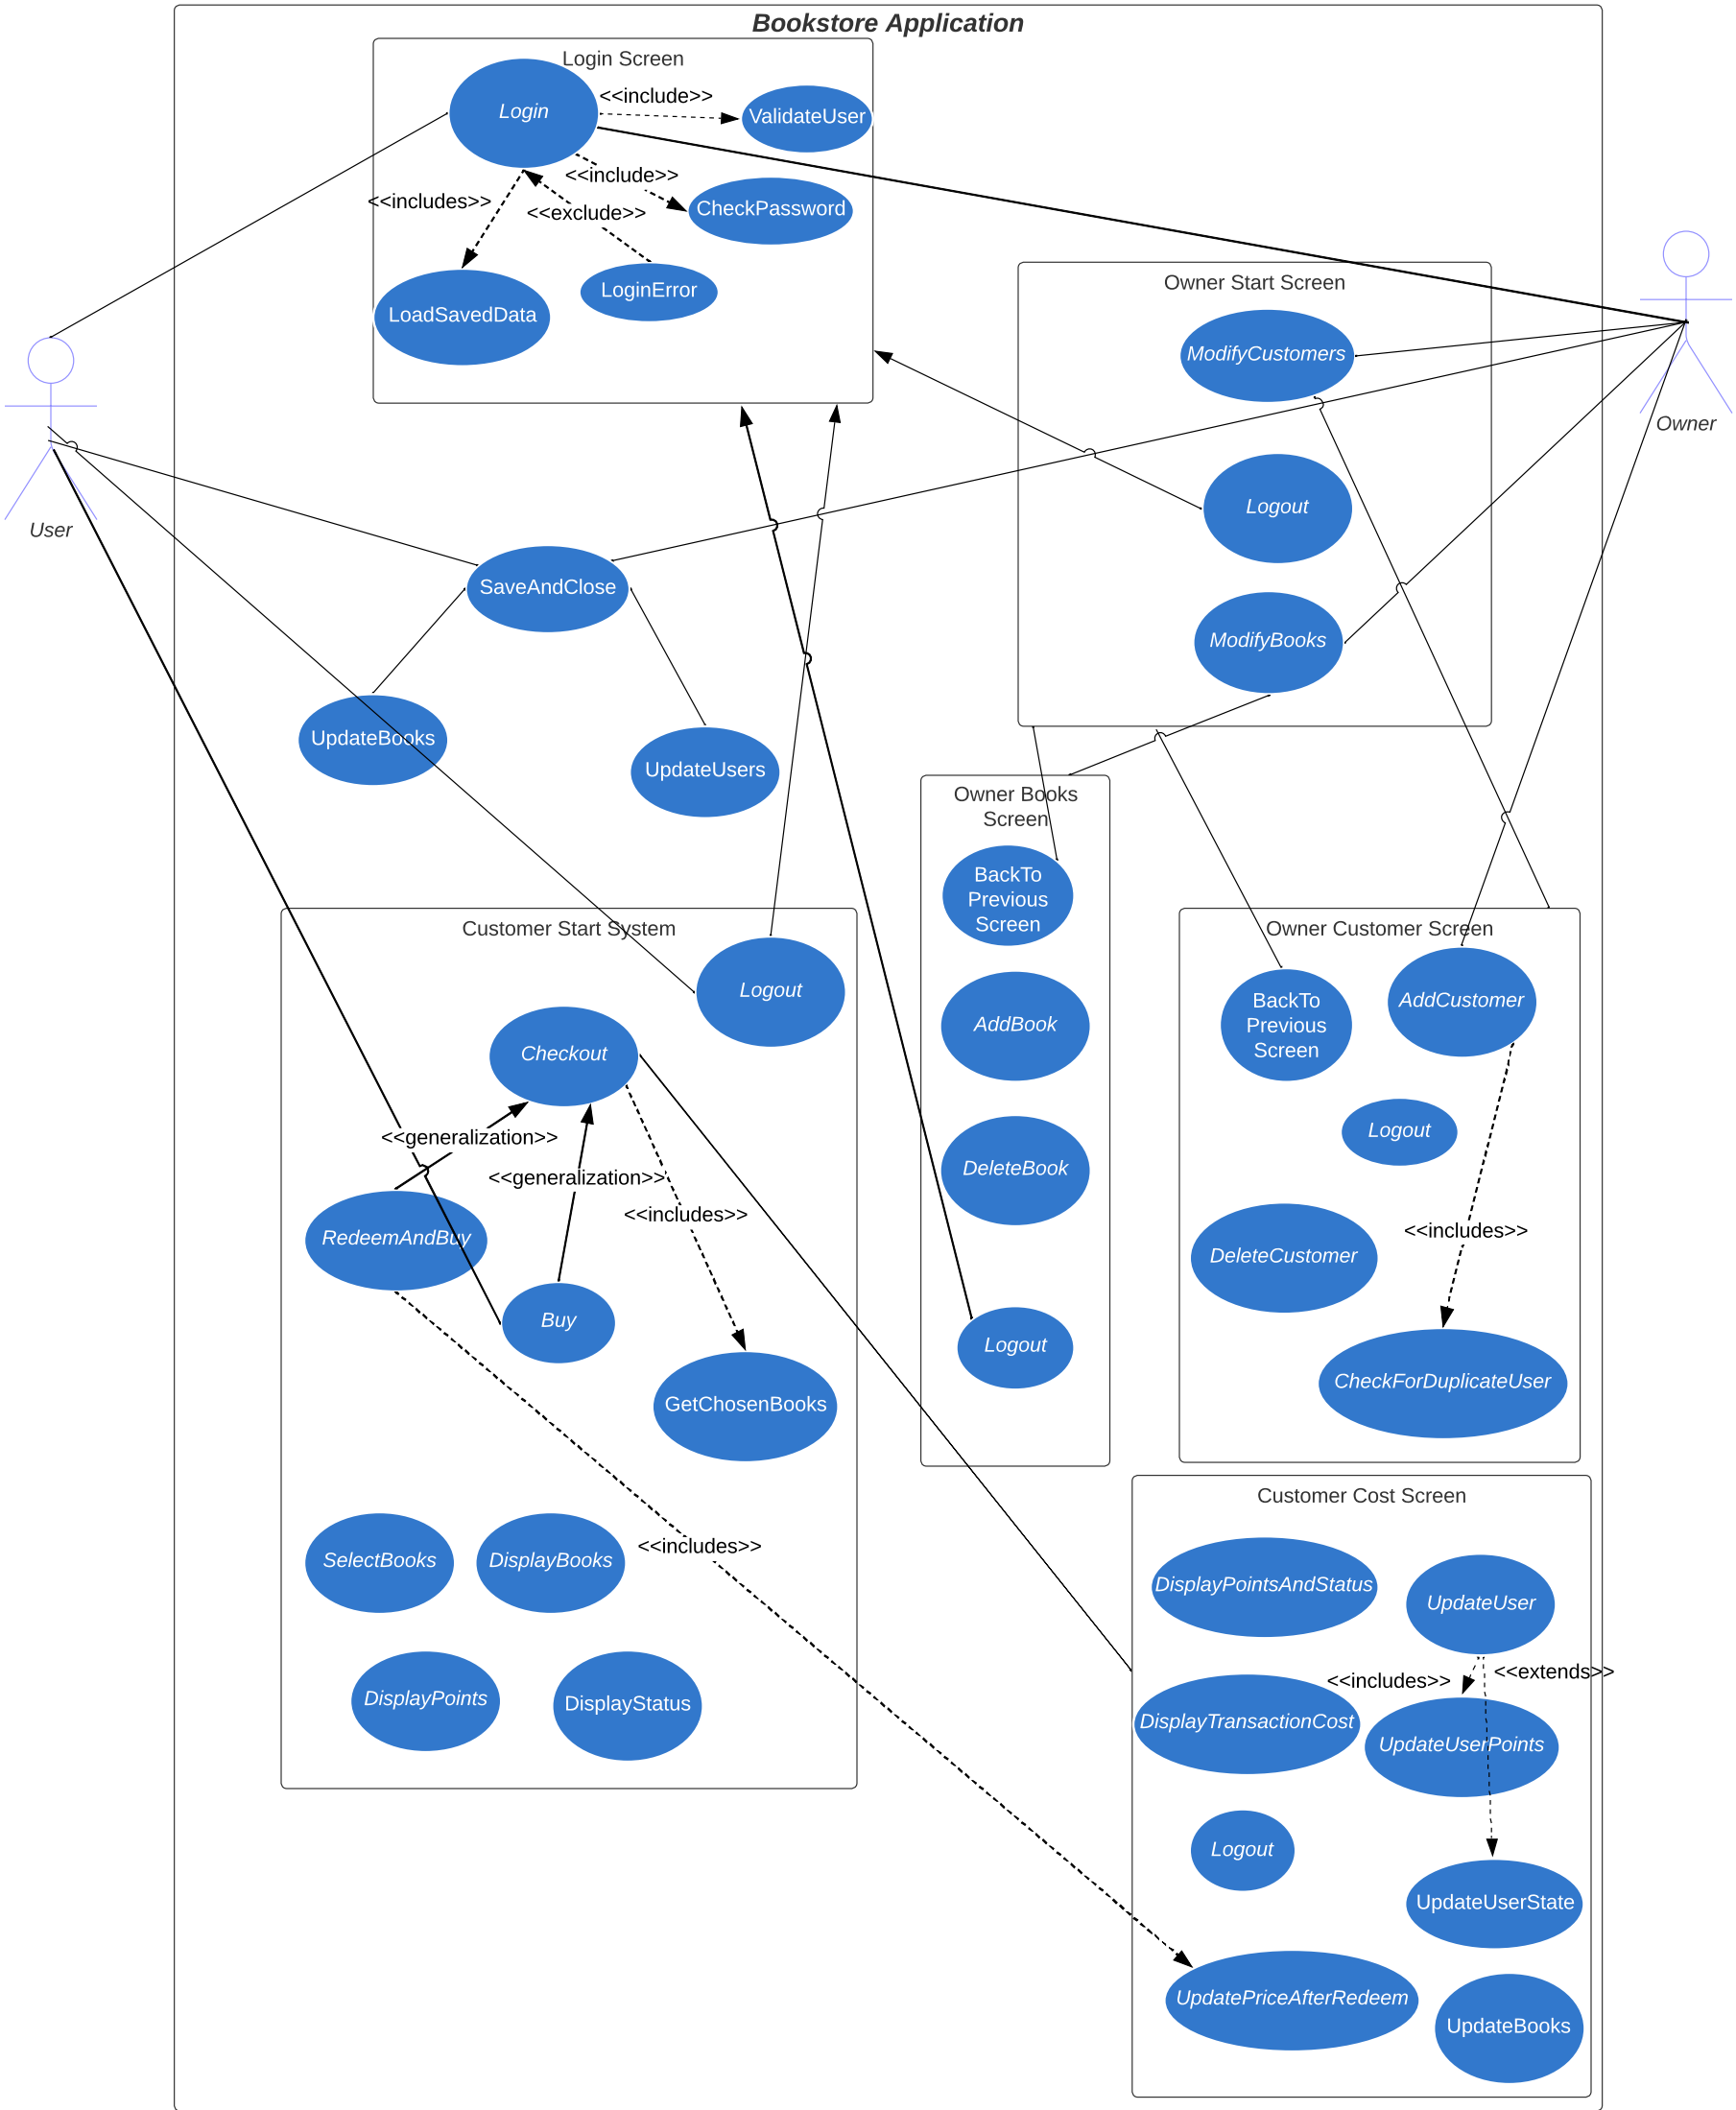 Bookstore Application
Login Screen
Login
<<include>>
ValidateUser
<<include>>
CheckPassword
<<includes>>
<<exclude>>
LoadSavedData
LoginError
Owner Start Screen
ModifyCustomers
Owner
Logout
User
SaveAndClose
ModifyBooks
UpdateBooks
UpdateUsers
Owner Books
Screen
BackTo
Previous
Screen
AddBook
DeleteBook
Logout
Customer Start System
Logout
Checkout
<<generalization>>
<<generalization>>
<<includes>>
RedeemAndBuy
Buy
GetChosenBooks
SelectBooks
DisplayBooks
<<includes>>
DisplayPoints
DisplayStatus
Owner Customer Screen
BackTo
Previous
Screen
AddCustomer
Logout
<<includes>>
DeleteCustomer
CheckForDuplicateUser
Customer Cost Screen
DisplayPointsAndStatus
UpdateUser
<<includes>>
<<extends>>
DisplayTransactionCost
UpdateUserPoints
Logout
UpdateUserState
UpdatePriceAfterRedeem
UpdateBooks